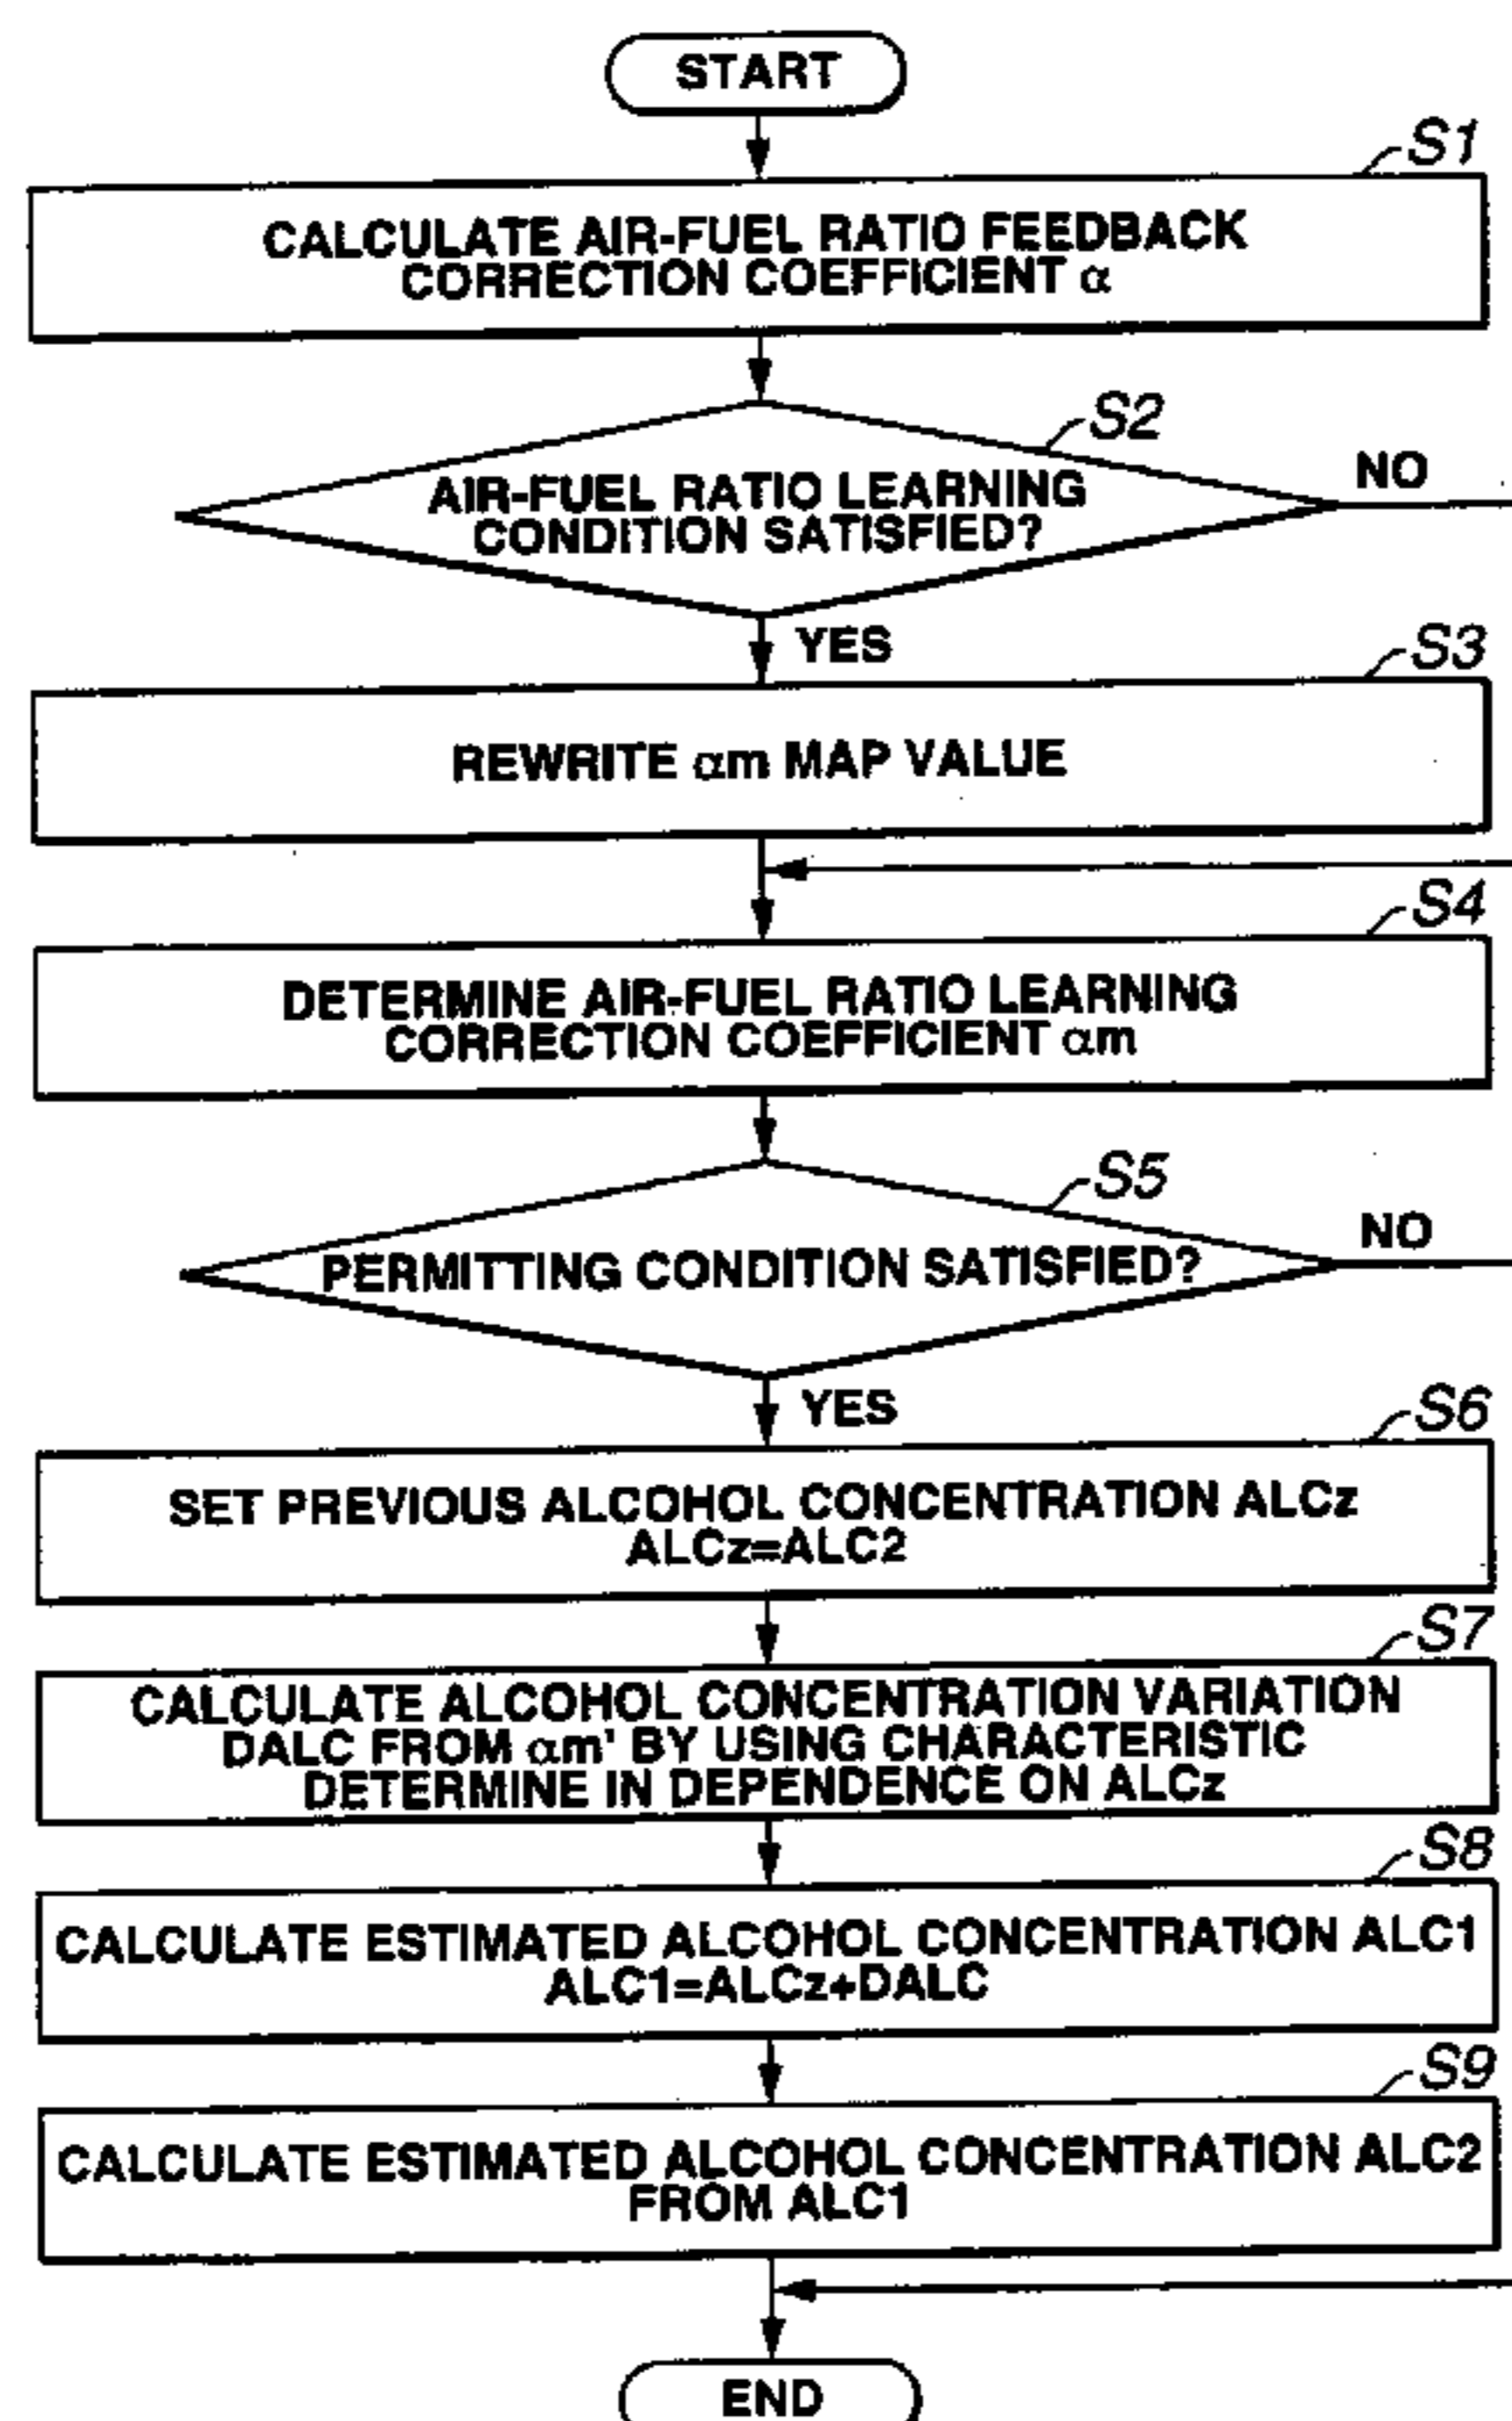 START
S1
CALCULATE AIR-FUEL RATIO FEEDBACK
CORRECTION COEFFICIENT α
S2
AIR-FUEL RATIO LEARNING
CONDITION SATISFIED?
NO
YES
S3
REWRITE αm MAP VALUE
S4
DETERMINE AIR-FUEL RATIO LEARNING
CORRECTION COEFFICIENT αm
S5
PERMITTING CONDITION SATISFIED?
NO
YES
S6
SET PREVIOUS ALCOHOL CONCENTRATION ALCz
ALCz=ALC2
S7
CALCULATE ALCOHOL CONCENTRATION VARIATION
DALC FROM αm' BY USING CHARACTERISTIC
DETERMINE IN DEPENDENCE ON ALCz
S8
CALCULATE ESTIMATED ALCOHOL CONCENTRATION ALC1
ALC1=ALCz+DALC
S9
CALCULATE ESTIMATED ALCOHOL CONCENTRATION ALC2
FROM ALC1
END